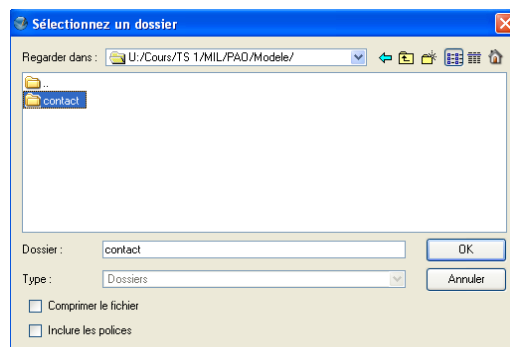 Sélectionnez un dossier
Regarder dans : U:/Cours/TS 1/MIL/PAO/Modele/
..
contact
Dossier : contact OK
Type : Dossiers Annuler
Comprimer le fichier
Inclure les polices